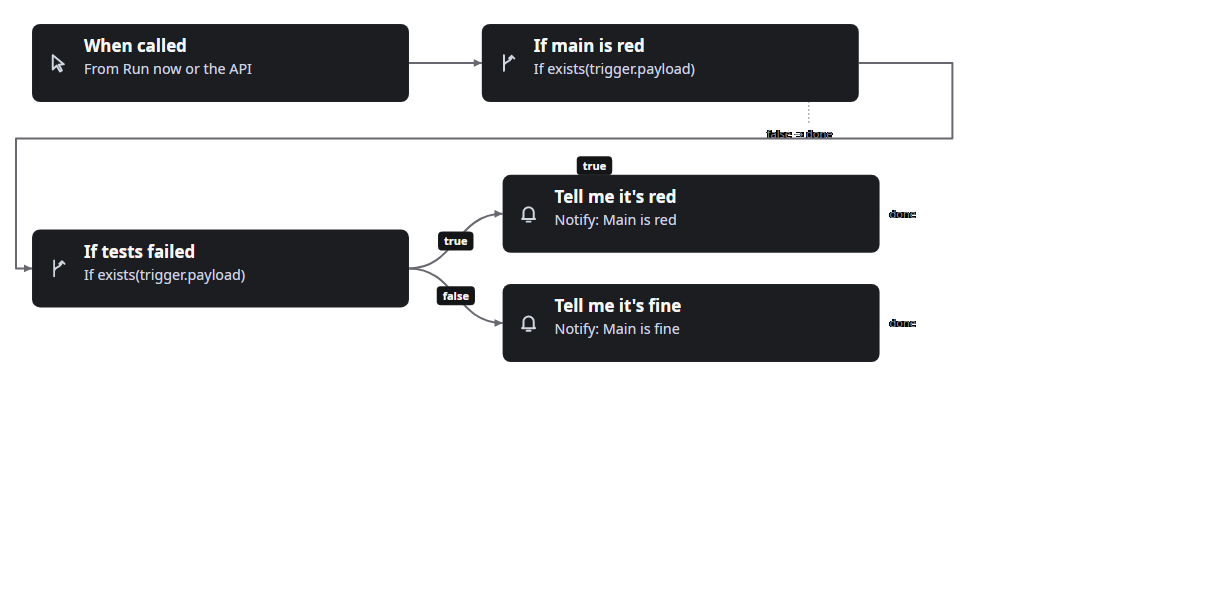 When called
From Run now or the API
If main is red
If exists(trigger.payload)
false → done
true
Tell me it's red
Notify: Main is red
done
true
If tests failed
If exists(trigger.payload)
false
Tell me it's fine
Notify: Main is fine
done